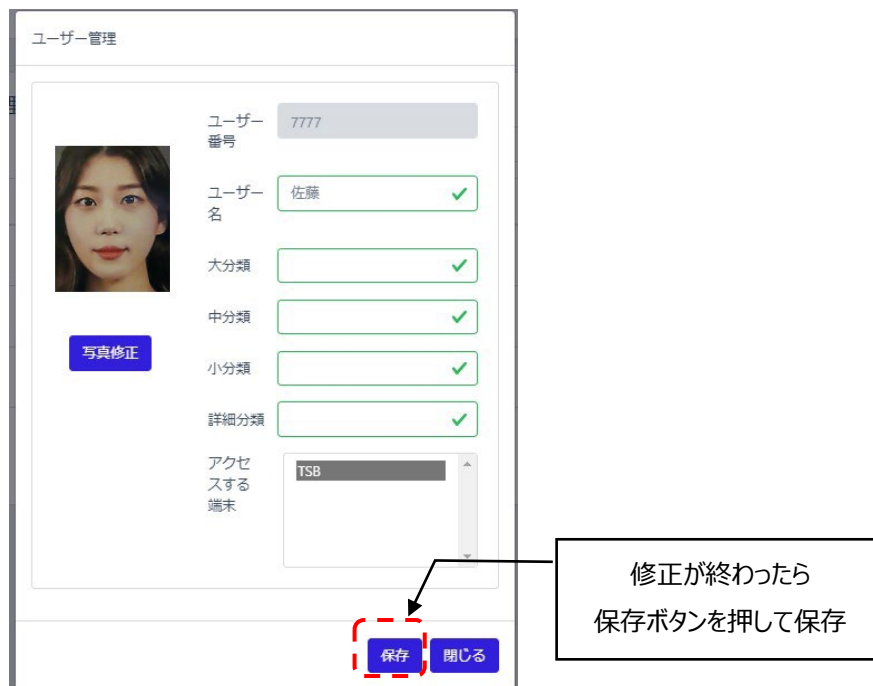 ユーザー管理
ユーザー
番号
7777
ユーザー
名
佐藤
大分類
中分類
写真修正
小分類
詳細分類
アクセ
スする
端末
TSB
修正が終わったら
保存ボタンを押して保存
保存
閉じる